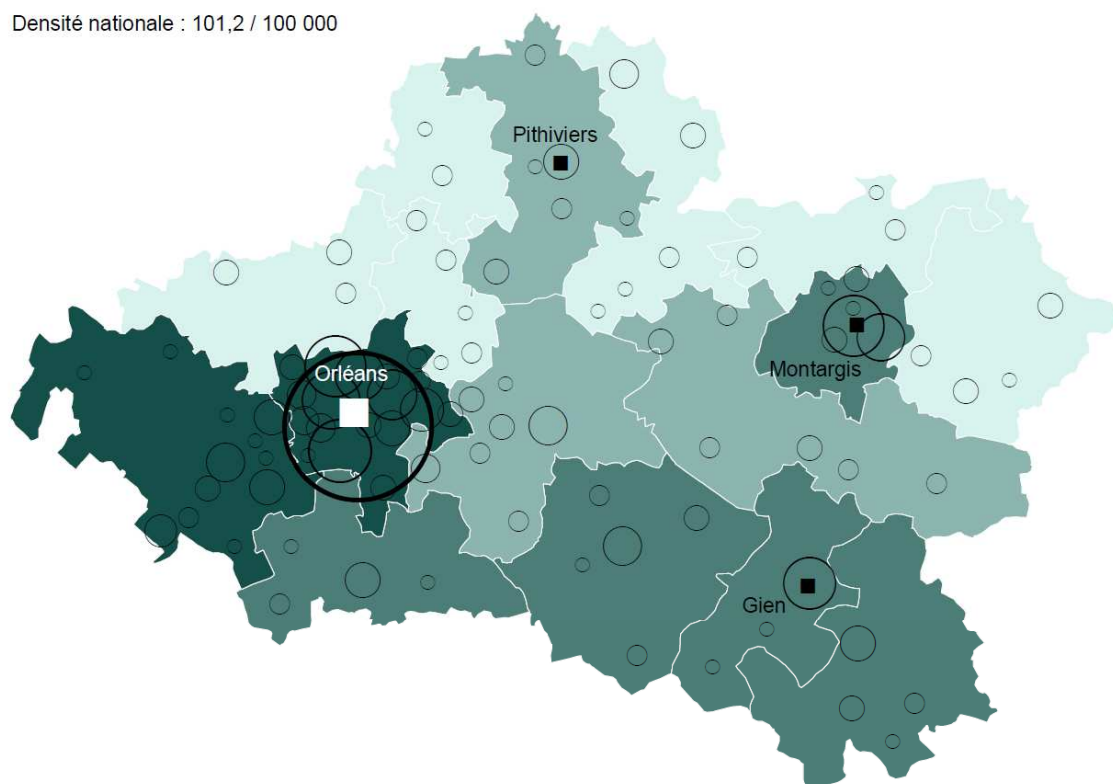 Densité nationale : 101,2 / 100 000
Pithiviers
Orléans
Montargis
Gien